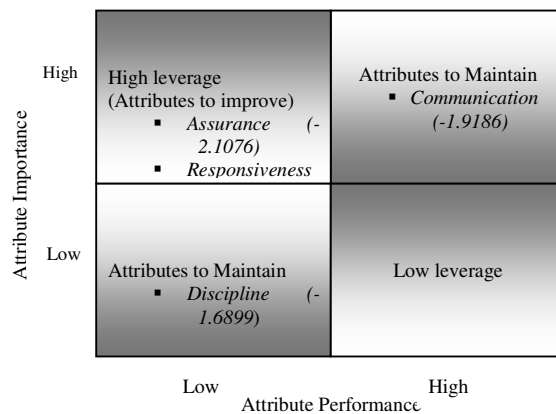 High
High leverage
(Attributes to improve)
▪ Assurance (-
2.1076)
▪ Responsiveness
Attributes to Maintain
▪ Communication
(-1.9186)
Attribute Importance
Low
Attributes to Maintain
▪ Discipline (-
1.6899)
Low leverage
Low
High
Attribute Performance